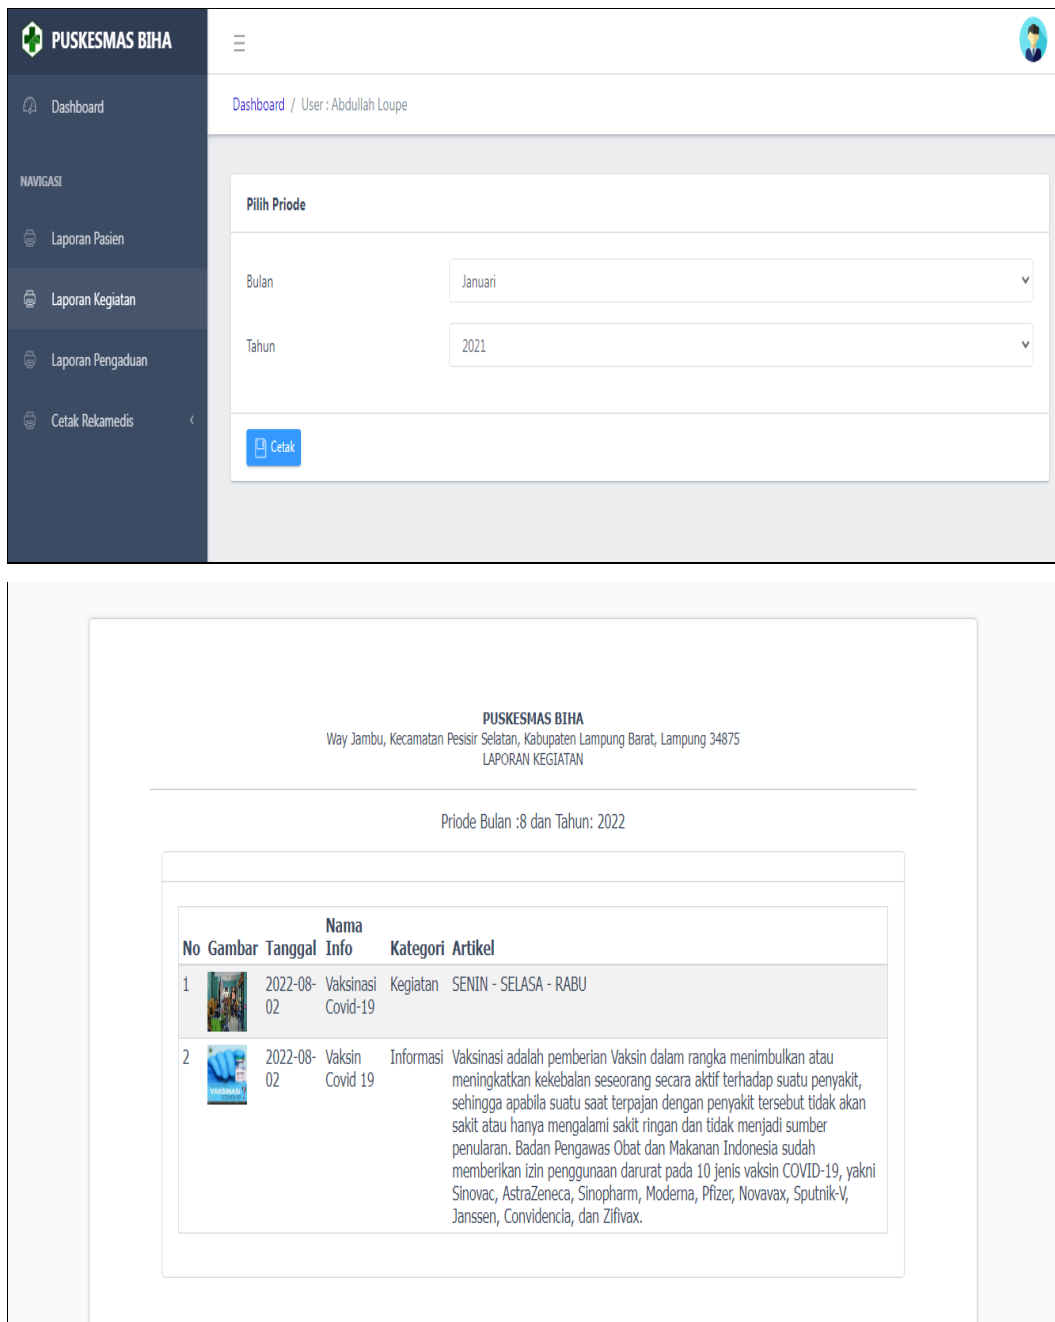 PUSKESMAS BIHA
Dashboard
Dashboard / User : Abdullah Loupe
NAVIGASI
Laporan Pasien
Laporan Kegiatan
Laporan Pengaduan
Cetak Rekamedis
Pilih Priode
Bulan
Januari
Tahun
2021
Cetak
PUSKESMAS BIHA
Way Jambu, Kecamatan Pesisir Selatan, Kabupaten Lampung Barat, Lampung 34875
LAPORAN KEGIATAN
Priode Bulan :8 dan Tahun: 2022
No Gambar Tanggal Nama Info Kategori Artikel
1 2022-08-02 Vaksinasi Covid-19 Kegiatan SENIN - SELASA - RABU
2 2022-08-02 Vaksin Covid 19 Informasi Vaksinasi adalah pemberian Vaksin dalam rangka menimbulkan atau
meningkatkan kekebalan seseorang secara aktif terhadap suatu penyakit,
sehingga apabila suatu saat terpajan dengan penyakit tersebut tidak akan
sakit atau hanya mengalami sakit ringan dan tidak menjadi sumber
penularan. Badan Pengawas Obat dan Makanan Indonesia sudah
memberikan izin penggunaan darurat pada 10 jenis vaksin COVID-19, yakni
Sinovac, AstraZeneca, Sinopharm, Moderna, Pfizer, Novavax, Sputnik-V,
Janssen, Convidencia, dan Zifivax.
VAKSINASI